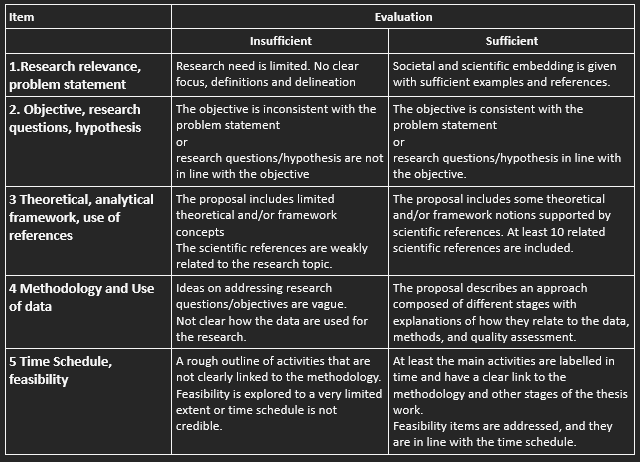 Item
Evaluation
Insufficient
Sufficient
1.Research relevance,
problem statement
Research need is limited. No clear
focus, definitions and delineation
Societal and scientific embedding is given
with sufficient examples and references.
2. Objective, research
questions, hypothesis
The objective is inconsistent with the
problem statement
or
research questions/hypothesis are not
in line with the objective
The objective is consistent with the
problem statement
or
research questions/hypothesis in line with
the objective.
3 Theoretical, analytical
framework, use of
references
The proposal includes limited
theoretical and/or framework
concepts
The scientific references are weakly
related to the research topic.
The proposal includes some theoretical
and/or framework notions supported by
scientific references. At least 10 related
scientific references are included.
4 Methodology and Use
of data
Ideas on addressing research
questions/objectives are vague.
Not clear how the data are used for
the research.
The proposal describes an approach
composed of different stages with
explanations of how they relate to the data,
methods, and quality assessment.
5 Time Schedule,
feasibility
A rough outline of activities that are
not clearly linked to the methodology.
Feasibility is explored to a very limited
extent or time schedule is not
credible.
At least the main activities are labelled in
time and have a clear link to the
methodology and other stages of the thesis
work.
Feasibility items are addressed, and they
are in line with the time schedule.